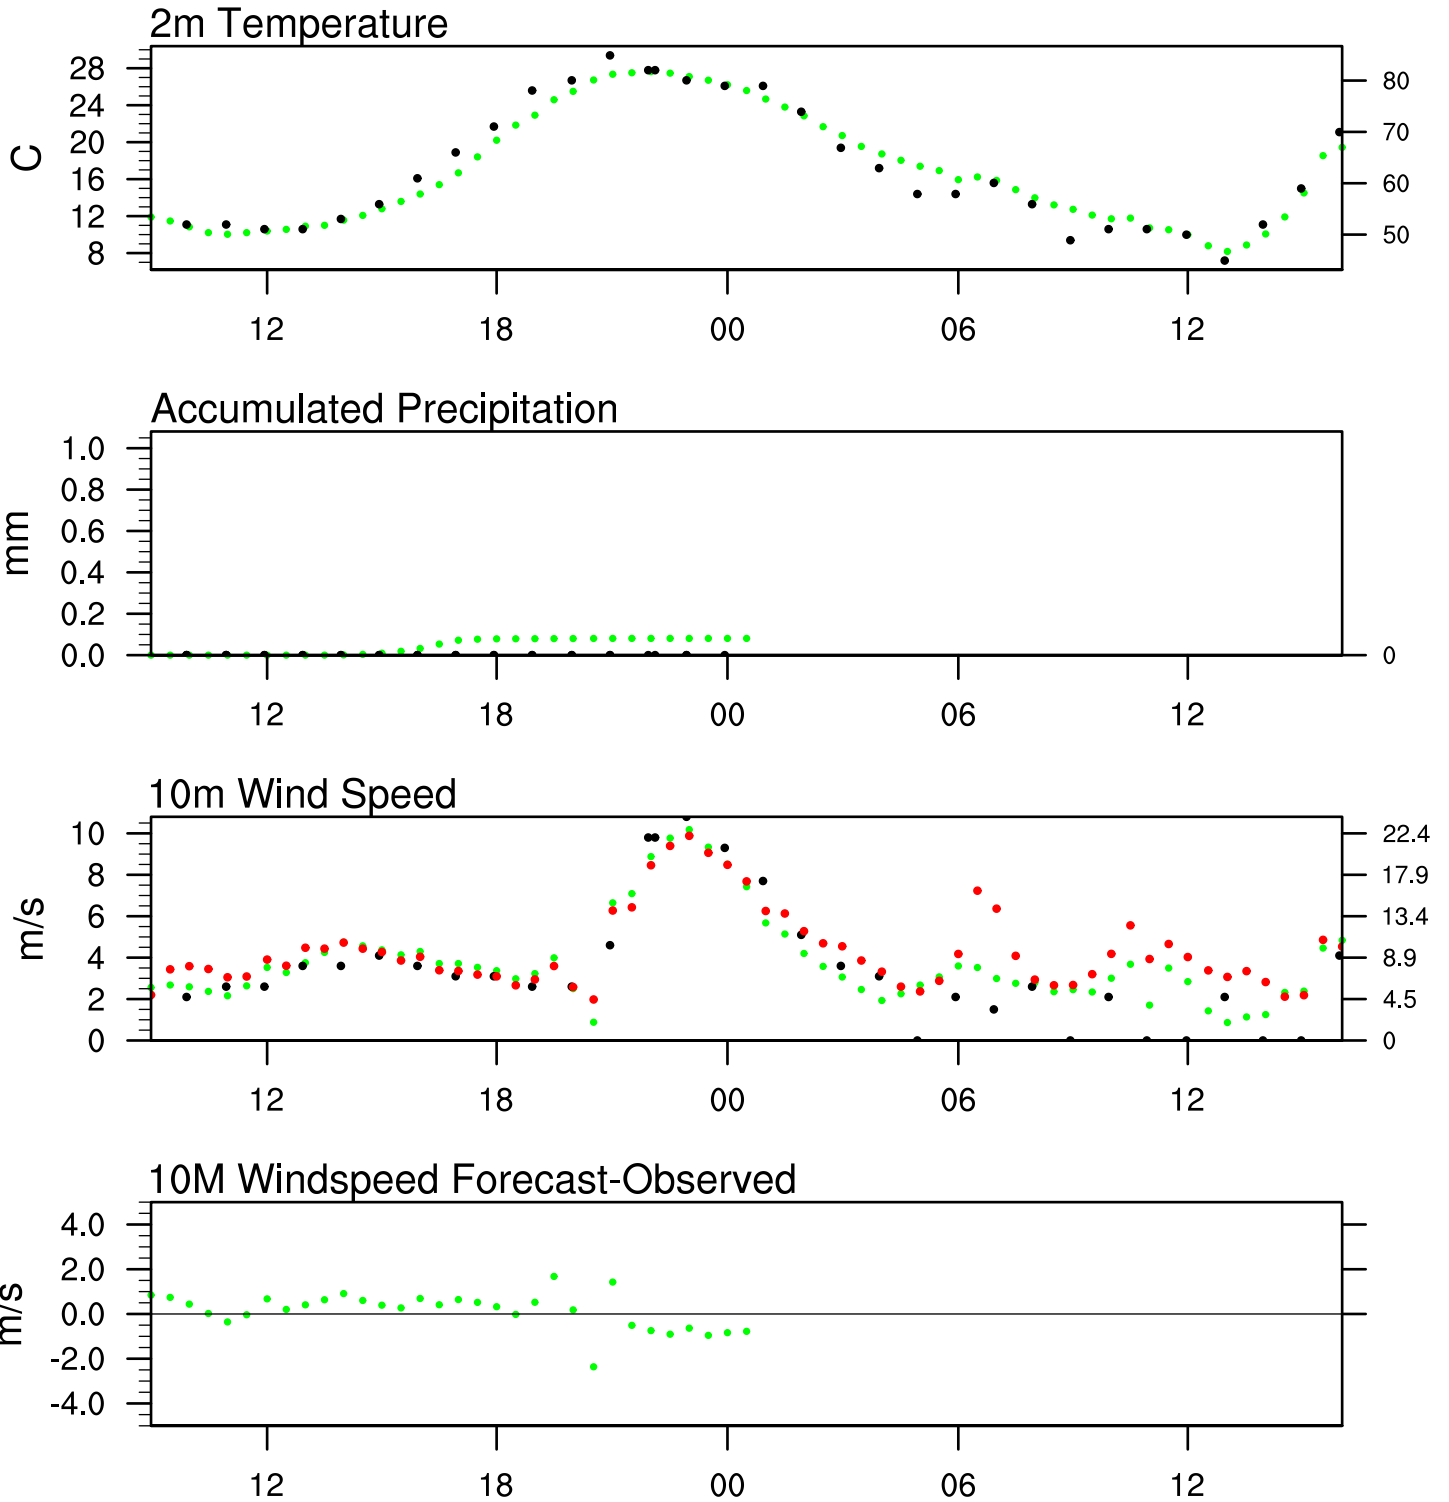 2m Temperature
28
24
20
16
12
8
C
80
70
60
50
12 18 00 06 12
Accumulated Precipitation
1.0
0.8
0.6
0.4
0.2
0.0
mm
0
12 18 00 06 12
10m Wind Speed
10
8
6
4
2
0
m/s
22.4
17.9
13.4
8.9
4.5
0
12 18 00 06 12
10M Windspeed Forecast-Observed
4.0
2.0
0.0
-2.0
-4.0
m/s
12 18 00 06 12